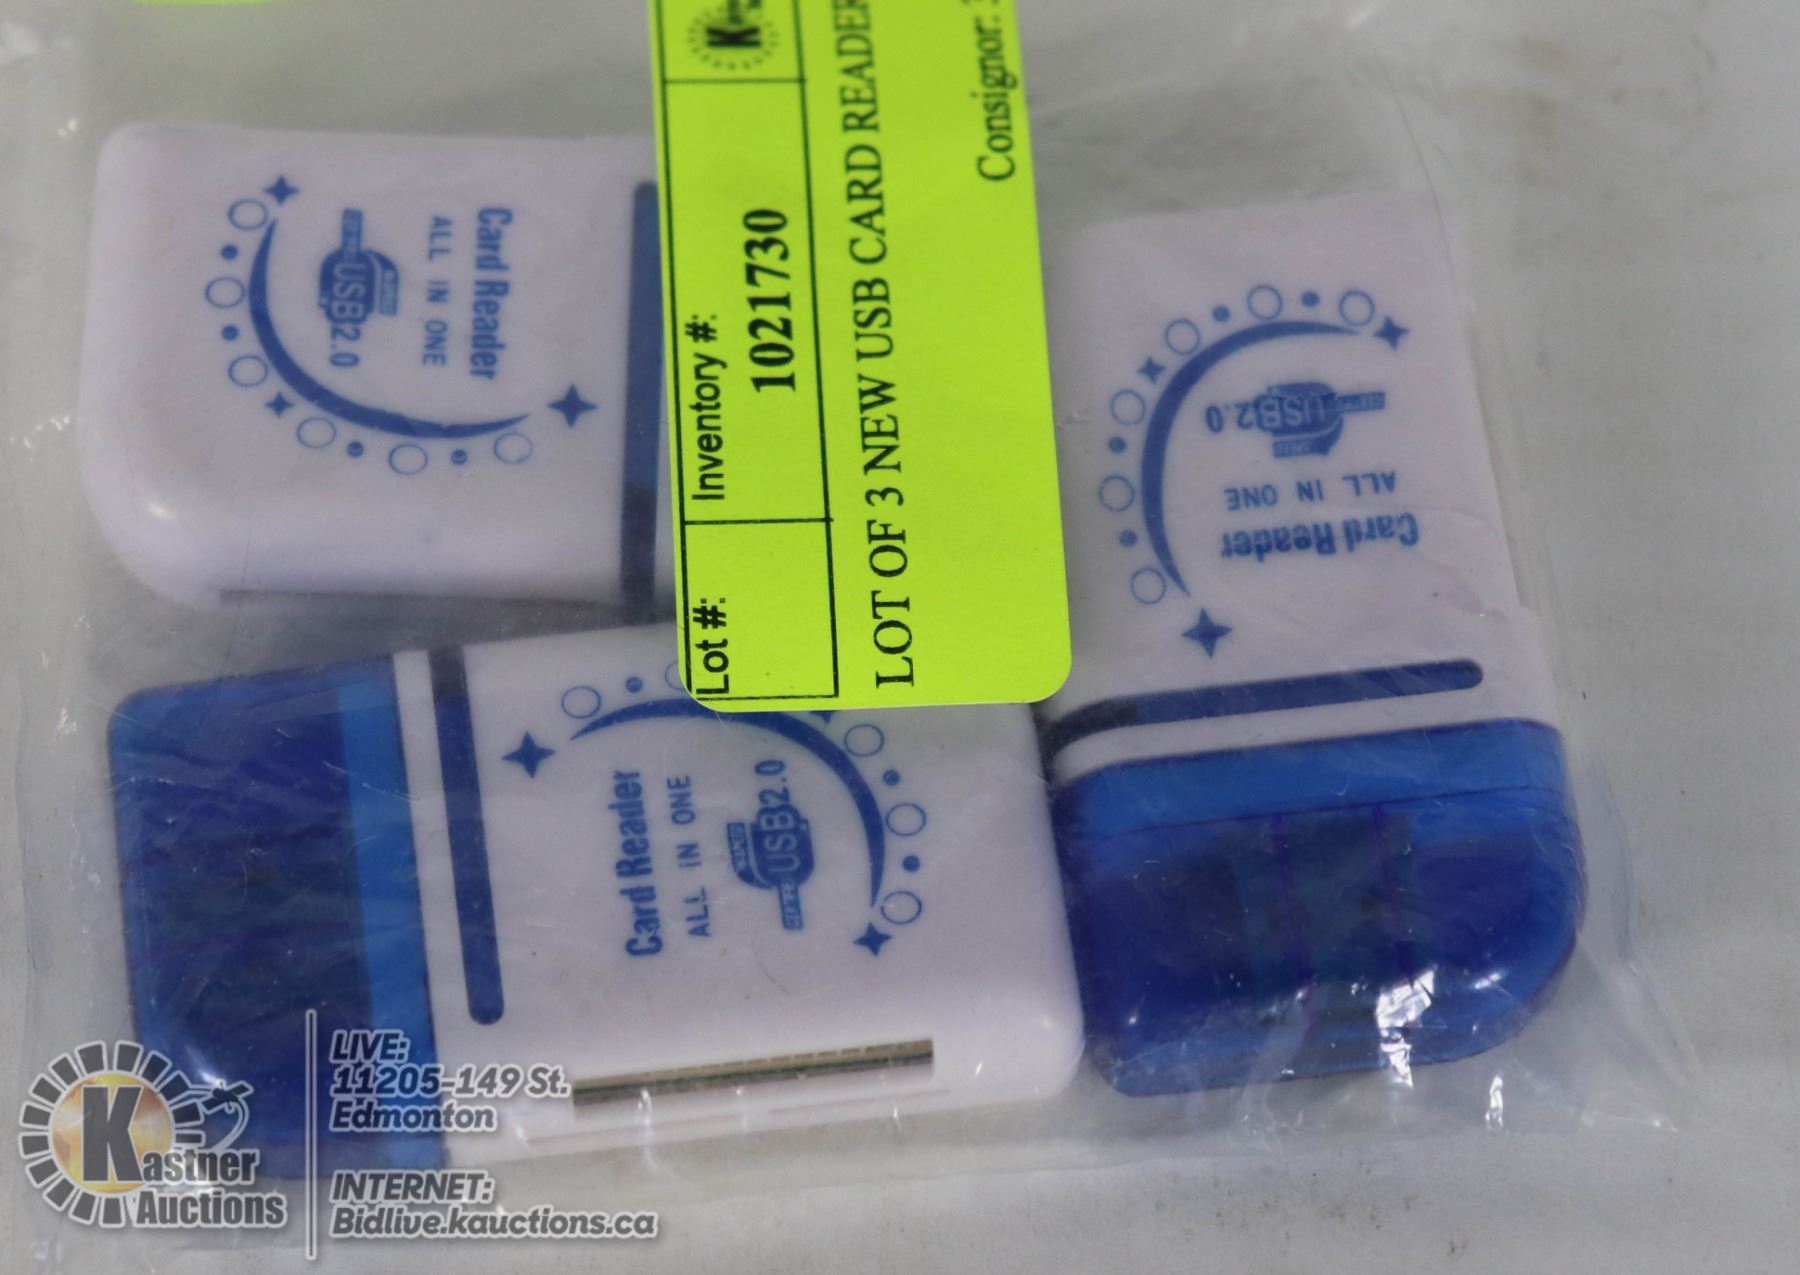 Lot #:
Inventory #:
1021730
LOT OF 3 NEW USB CARD READER
Consignor:
Card Reader
ALL IN ONE
USB2.0
Card Reader
ALL IN ONE
USB2.0
Card Reader
ALL IN ONE
USB2.0
Kastner
Auctions
LIVE:
11205-149 St.
Edmonton
INTERNET:
Bidlive.kauctions.ca